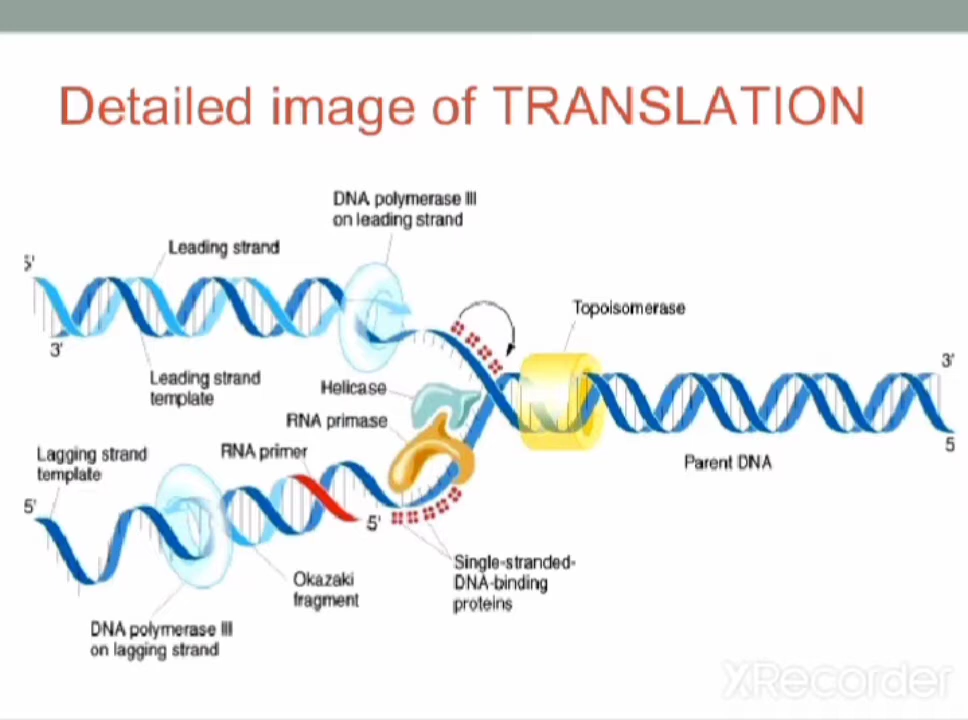 Detailed image of TRANSLATION
DNA polymerase III
on leading strand
Leading strand
5'
3'
Topoisomerase
Leading strand
template
Helicase
RNA primase
3'
5
Parent DNA
Lagging strand
template
RNA primer
5'
5'
Okazaki
fragment
Single-stranded-
DNA-binding
proteins
DNA polymerase III
on lagging strand
XRecorder